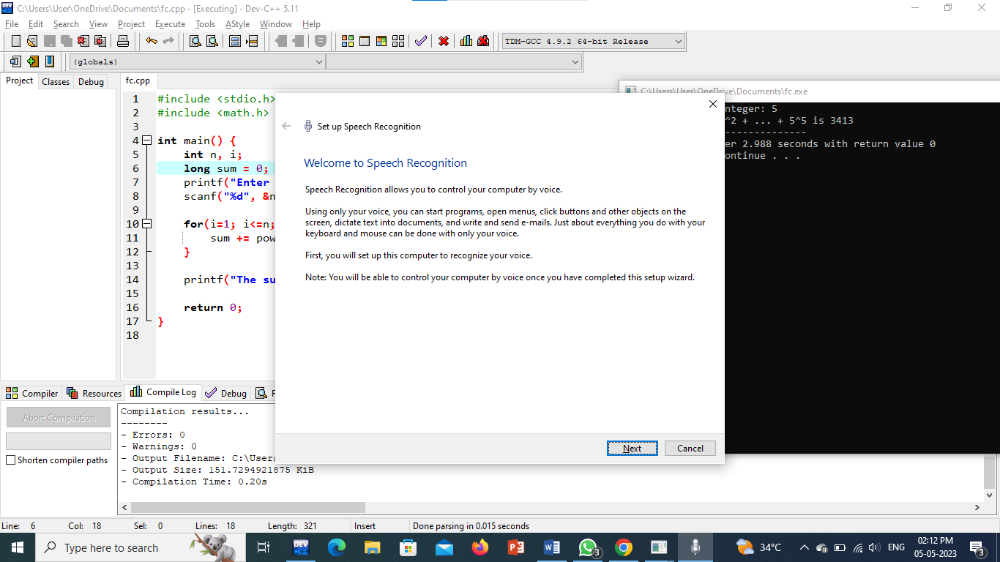 C:\Users\User\OneDrive\Documents\fc.cpp - [Executing] - Dev-C++ 5.11
File Edit Search View Project Execute Tools AStyle Window Help
TDM-GCC 4.9.2 64-bit Release
(globals)
Project Classes Debug
fc.cpp
1 #include <stdio.h>
2 #include <math.h>
3
4 int main() {
5 int n, i;
6 long sum = 0;
7 printf("Enter
8 scanf("%d", &n
9
10 for(i=1; i<=n;
11 sum += pow
12 }
13
14 printf("The su
15
16 return 0;
17 }
18
C:\Users\User\OneDrive\Documents\fc.exe
nteger: 5
^2 + ... + 5^5 is 3413
--------------
er 2.988 seconds with return value 0
ontinue . . .
Set up Speech Recognition
Welcome to Speech Recognition
Speech Recognition allows you to control your computer by voice.
Using only your voice, you can start programs, open menus, click buttons and other objects on the
screen, dictate text into documents, and write and send e-mails. Just about everything you do with your
keyboard and mouse can be done with only your voice.
First, you will set up this computer to recognize your voice.
Note: You will be able to control your computer by voice once you have completed this setup wizard.
Next Cancel
Compiler Resources Compile Log Debug F
Abort Compilation
Shorten compiler paths
Compilation results...
--------
- Errors: 0
- Warnings: 0
- Output Filename: C:\Users
- Output Size: 151.7294921875 KiB
- Compilation Time: 0.20s
Line: 6 Col: 18 Sel: 0 Lines: 18 Length: 321 Insert Done parsing in 0.015 seconds
Type here to search
DEV
3
34°C
ENG
02:12 PM
05-05-2023
3